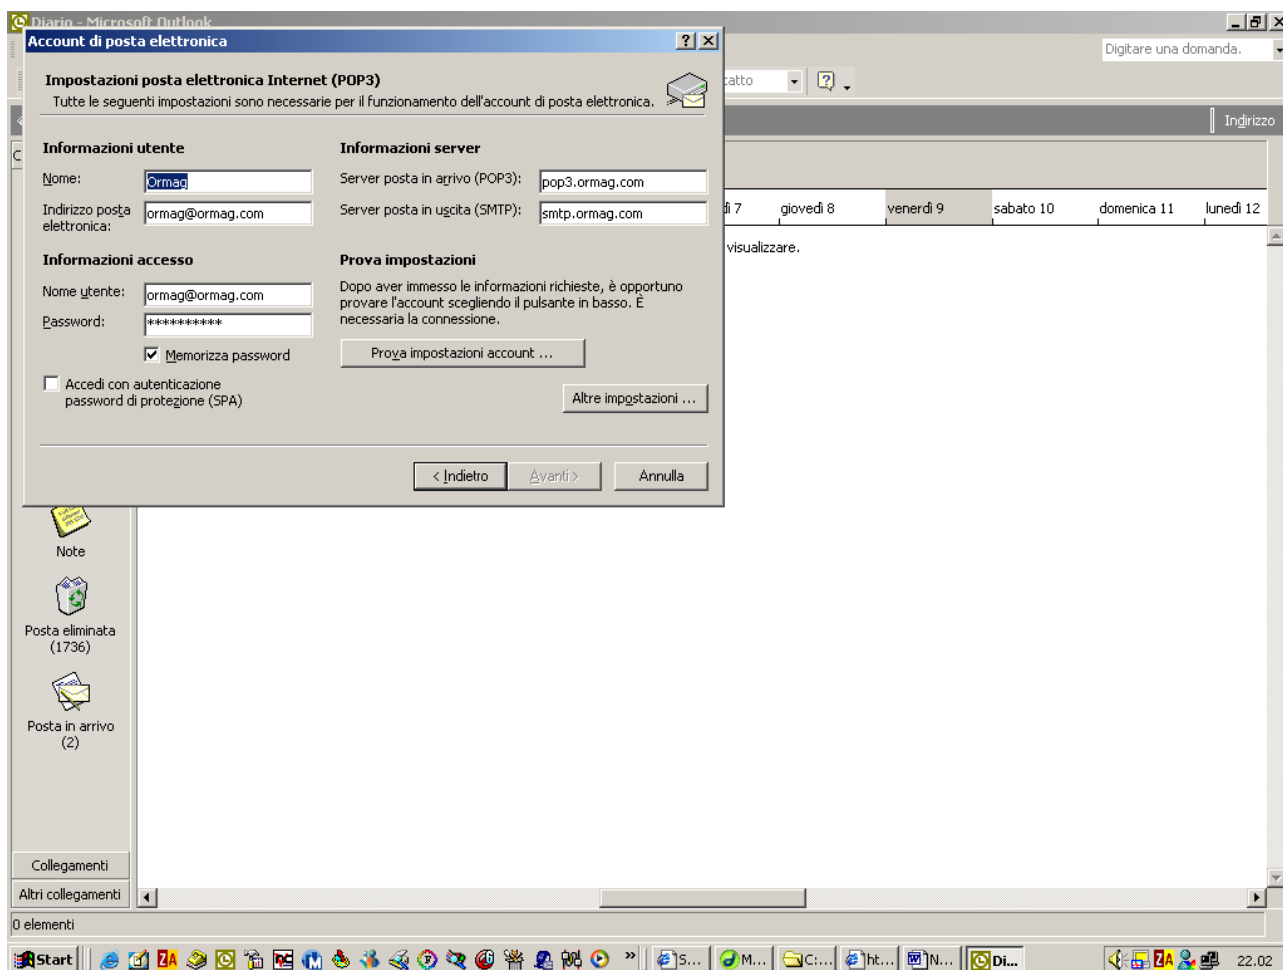 Diario - Microsoft Outlook
Account di posta elettronica
Digitare una domanda.
Impostazioni posta elettronica Internet (POP3)
Tutte le seguenti impostazioni sono necessarie per il funzionamento dell'account di posta elettronica.
Indirizzo
Informazioni utente
Nome:
Ormag
Indirizzo posta
elettronica:
ormag@ormag.com
Informazioni server
Server posta in arrivo (POP3):
pop3.ormag.com
Server posta in uscita (SMTP):
smtp.ormag.com
Informazioni accesso
Nome utente:
ormag@ormag.com
Password:
**********
Memorizza password
Accedi con autenticazione
password di protezione (SPA)
Prova impostazioni
Dopo aver immesso le informazioni richieste, è opportuno
provare l'account scegliendo il pulsante in basso. È
necessaria la connessione.
Prova impostazioni account ...
Altre impostazioni ...
< Indietro
Avanti >
Annulla
7
giovedì 8
venerdì 9
sabato 10
domenica 11
lunedì 12
visualizzare.
Note
Posta eliminata
(1736)
Posta in arrivo
(2)
Collegamenti
Altri collegamenti
0 elementi
Start
ZA
S...
M...
C:...
ht...
N...
Di...
ZA
22.02